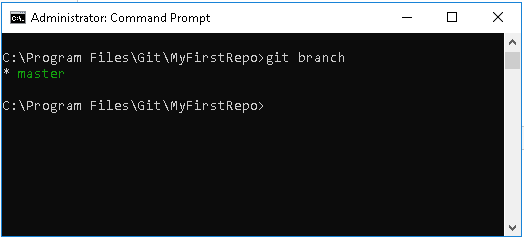 Administrator: Command Prompt
C:\Program Files\Git\MyFirstRepo>git branch
* master
C:\Program Files\Git\MyFirstRepo>